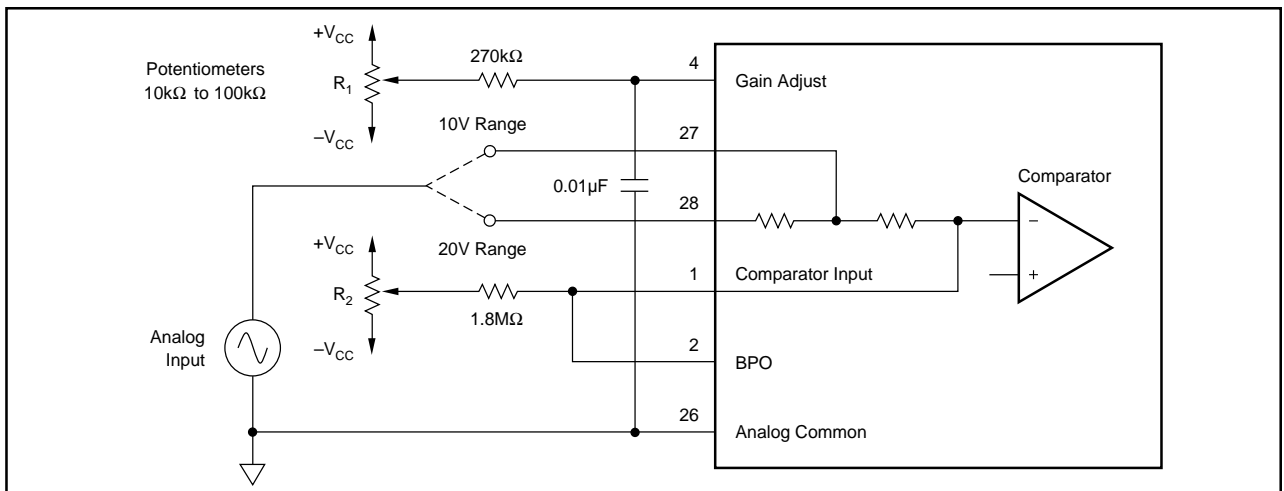 Potentiometers
10kΩ to 100kΩ
+VCC
R1
–VCC
270kΩ
4
Gain Adjust
10V Range
27
0.01µF
Comparator
28
–
+
20V Range
+VCC
R2
–VCC
1.8MΩ
1
Comparator Input
2
BPO
Analog
Input
26
Analog Common